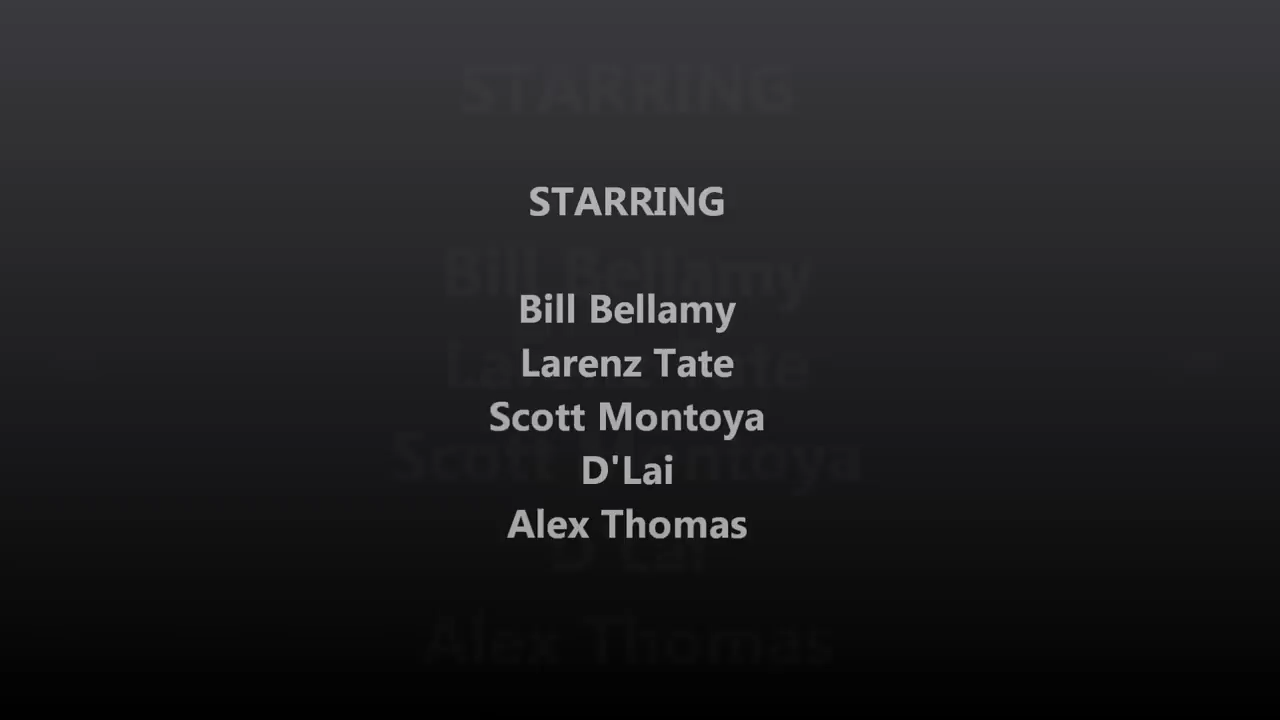 STARRING
Bill Bellamy
Larenz Tate
Scott Montoya
D'Lai
Alex Thomas